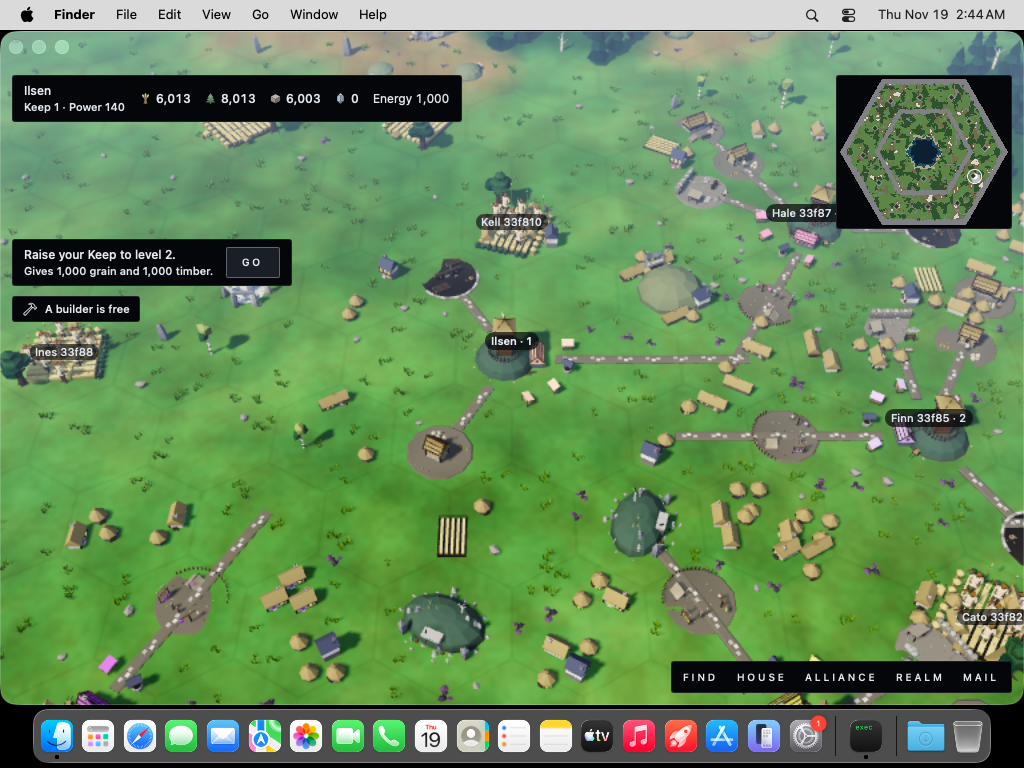 Finder File Edit View Go Window Help Thu Nov 19 2:44 AM
Ilsen
Keep 1 · Power 140
6,013 8,013 6,003 0 Energy 1,000
Hale 33f87
Kell 33f810
Raise your Keep to level 2.
Gives 1,000 grain and 1,000 timber.
GO
A builder is free
Ilsen · 1
Ines 33f88
Finn 33f85 · 2
Cato 33f82
FIND HOUSE ALLIANCE REALM MAIL
Thu
19
tv
1
exec